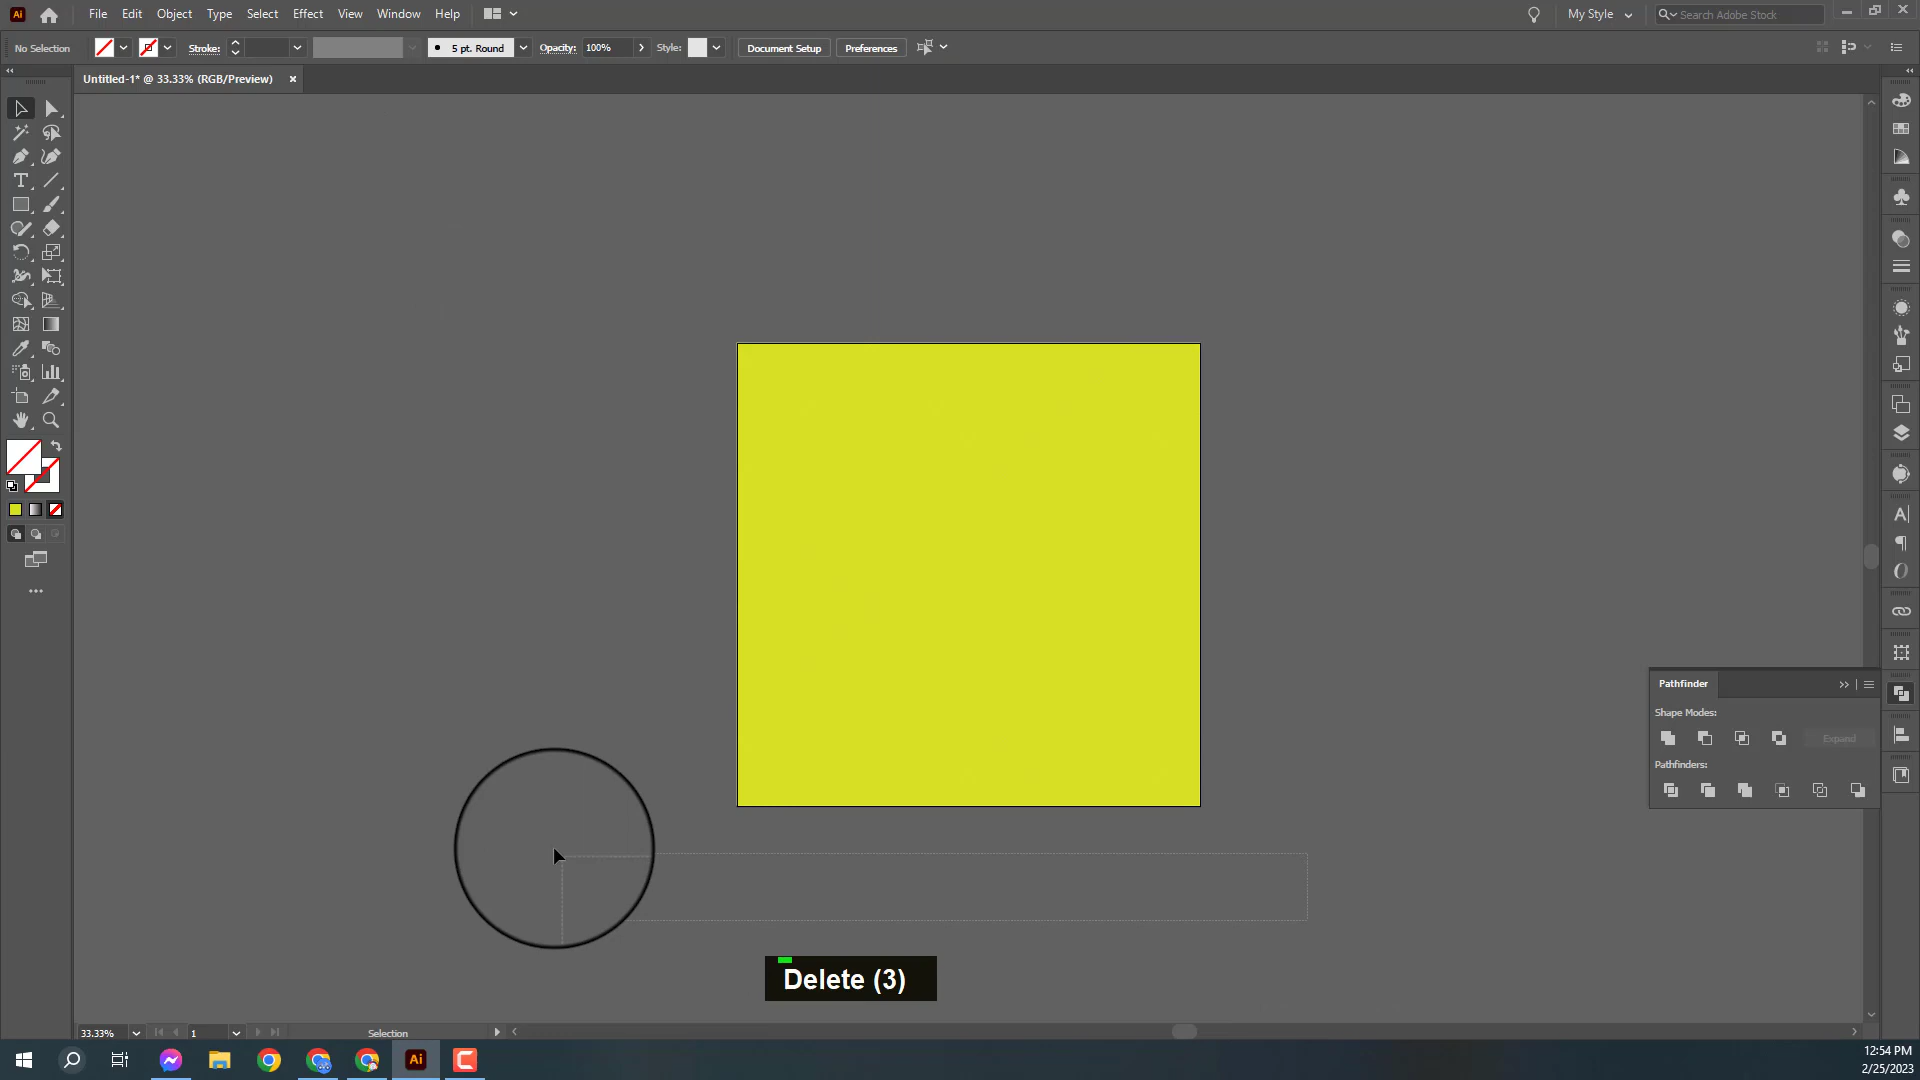 Ai File Edit Object Type Select Effect View Window Help My Style Search Adobe Stock
No Selection Stroke: 5 pt. Round Opacity: 100% Style: Document Setup Preferences
Untitled-1* @ 33.33% (RGB/Preview)
Pathfinder
Shape Modes:
Expand
Pathfinders:
Delete (3)
33.33% 1 Selection
Ai
12:54 PM
2/25/2023